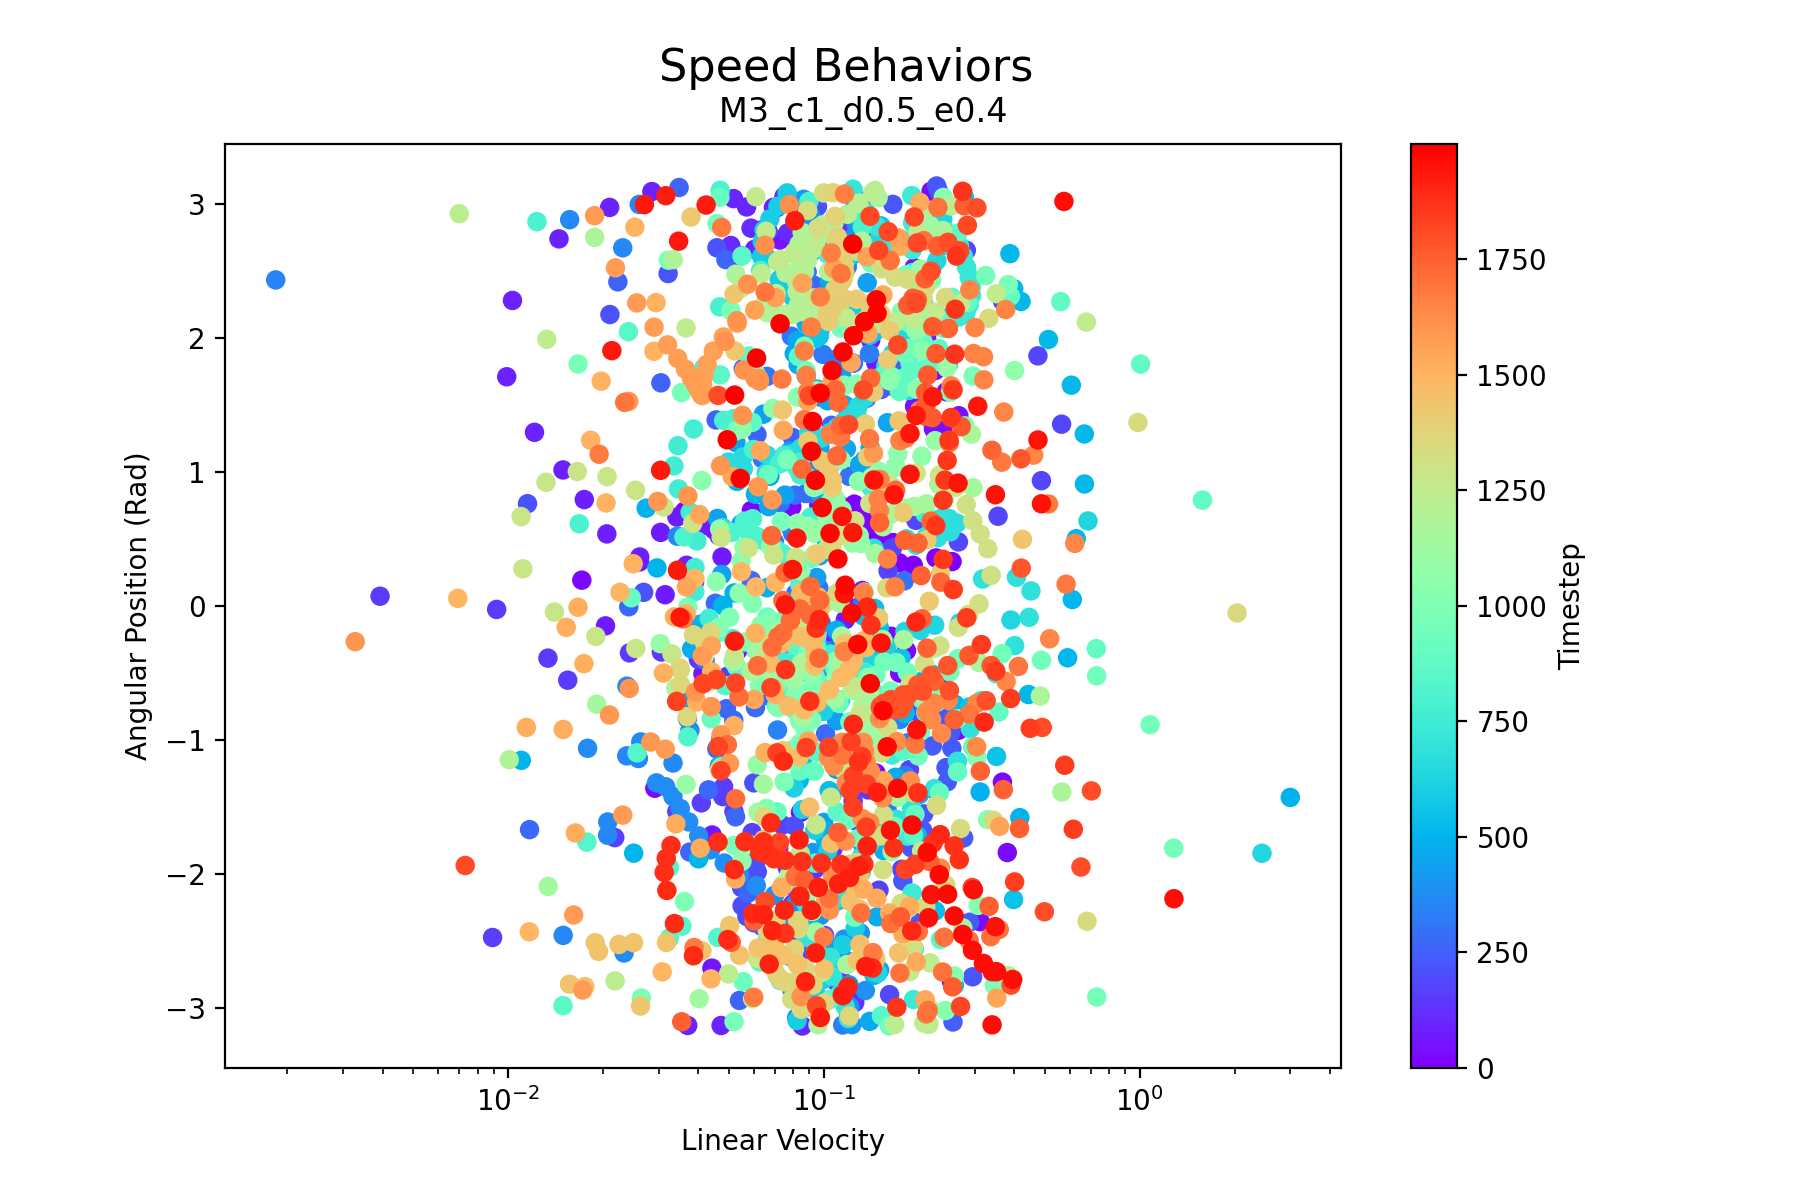 Speed Behaviors
M3_c1_d0.5_e0.4
3
2
1
0
−1
−2
−3
Angular Position (Rad)
10⁻² 10⁻¹ 10⁰
Linear Velocity
1750
1500
1250
1000
750
500
250
0
Timestep